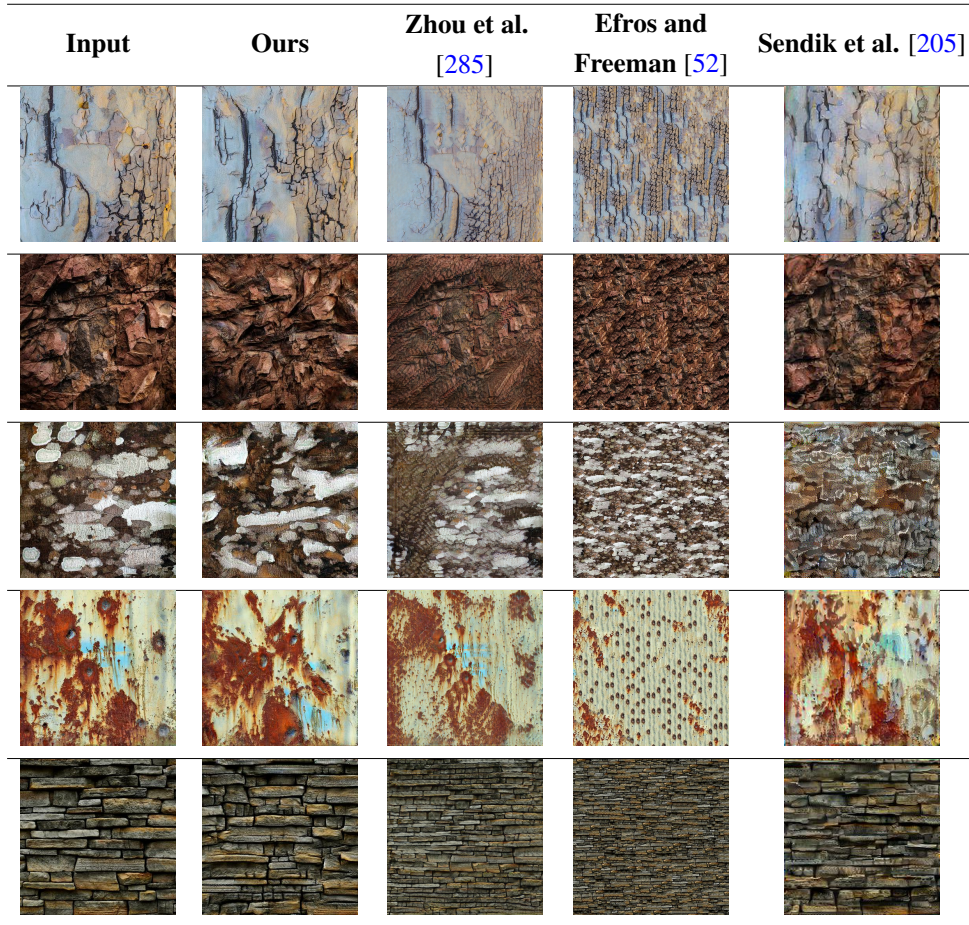 Input
Ours
Zhou et al.
[285]
Efros and
Freeman [52]
Sendik et al. [205]